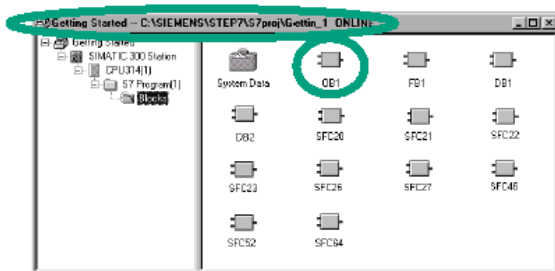 Getting Started -- C:\SIEMENS\STEP7\S7proj\Gettin_1 ONLINE
Getting Started
SIMATIC 300 Station
CPU314(1)
S7 Program(1)
Blocks
System Data
OB1
FB1
DB1
DB2
SFC20
SFC21
SFC22
SFC23
SFC26
SFC27
SFC46
SFC52
SFC64